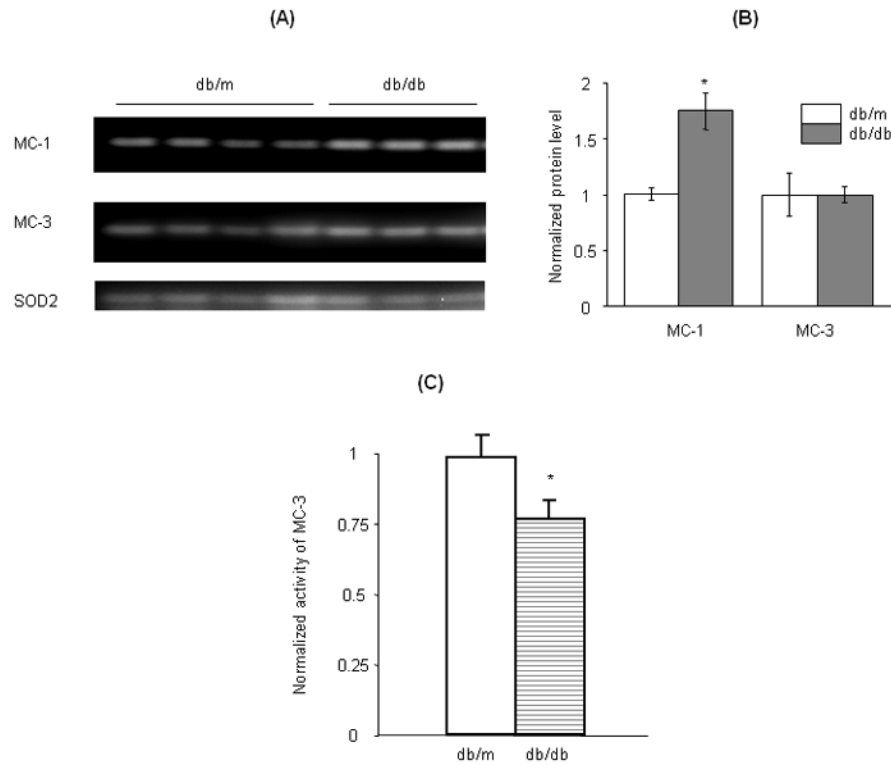 (A)
db/m db/db
MC-1
MC-3
SOD2
(B)
Normalized protein level
2
1.5
1
0.5
0
*
db/m
db/db
MC-1 MC-3
(C)
Normalized activity of MC-3
1
0.75
0.5
0.25
0
*
db/m db/db